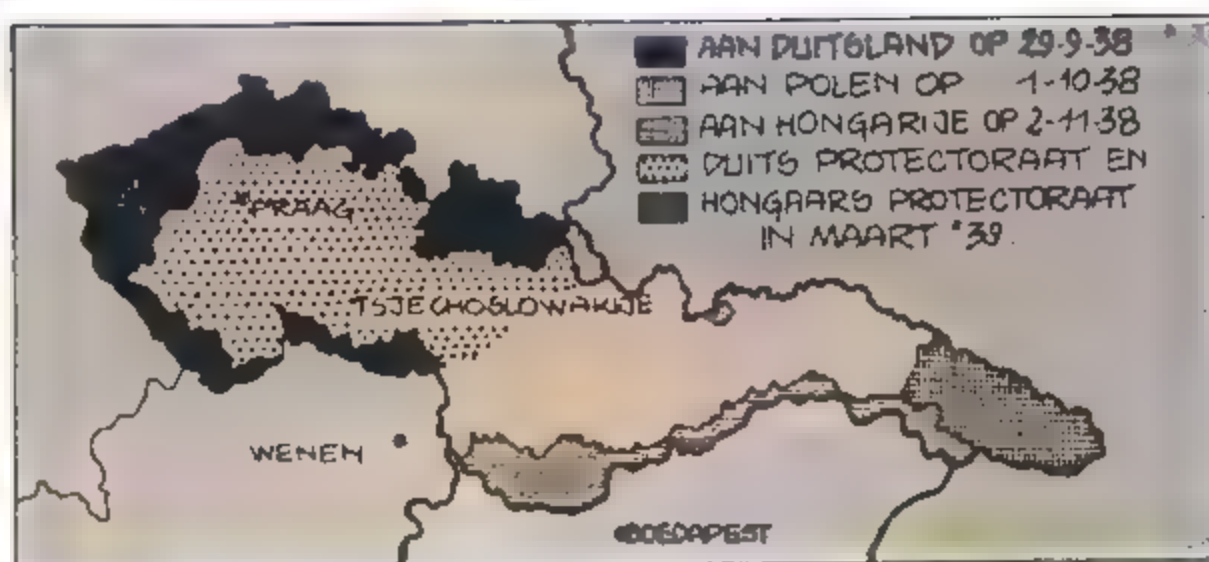 AAN DUITSLAND OP 29-9-38
AAN POLEN OP 1-10-38
AAN HONGARIJE OP 2-11-38
DUITS PROTECTORAAT EN
HONGAARS PROTECTORAAT
IN MAART '39
PRAAG
TSJECHOSLOWAKIJE
WENEN
BOEDAPEST